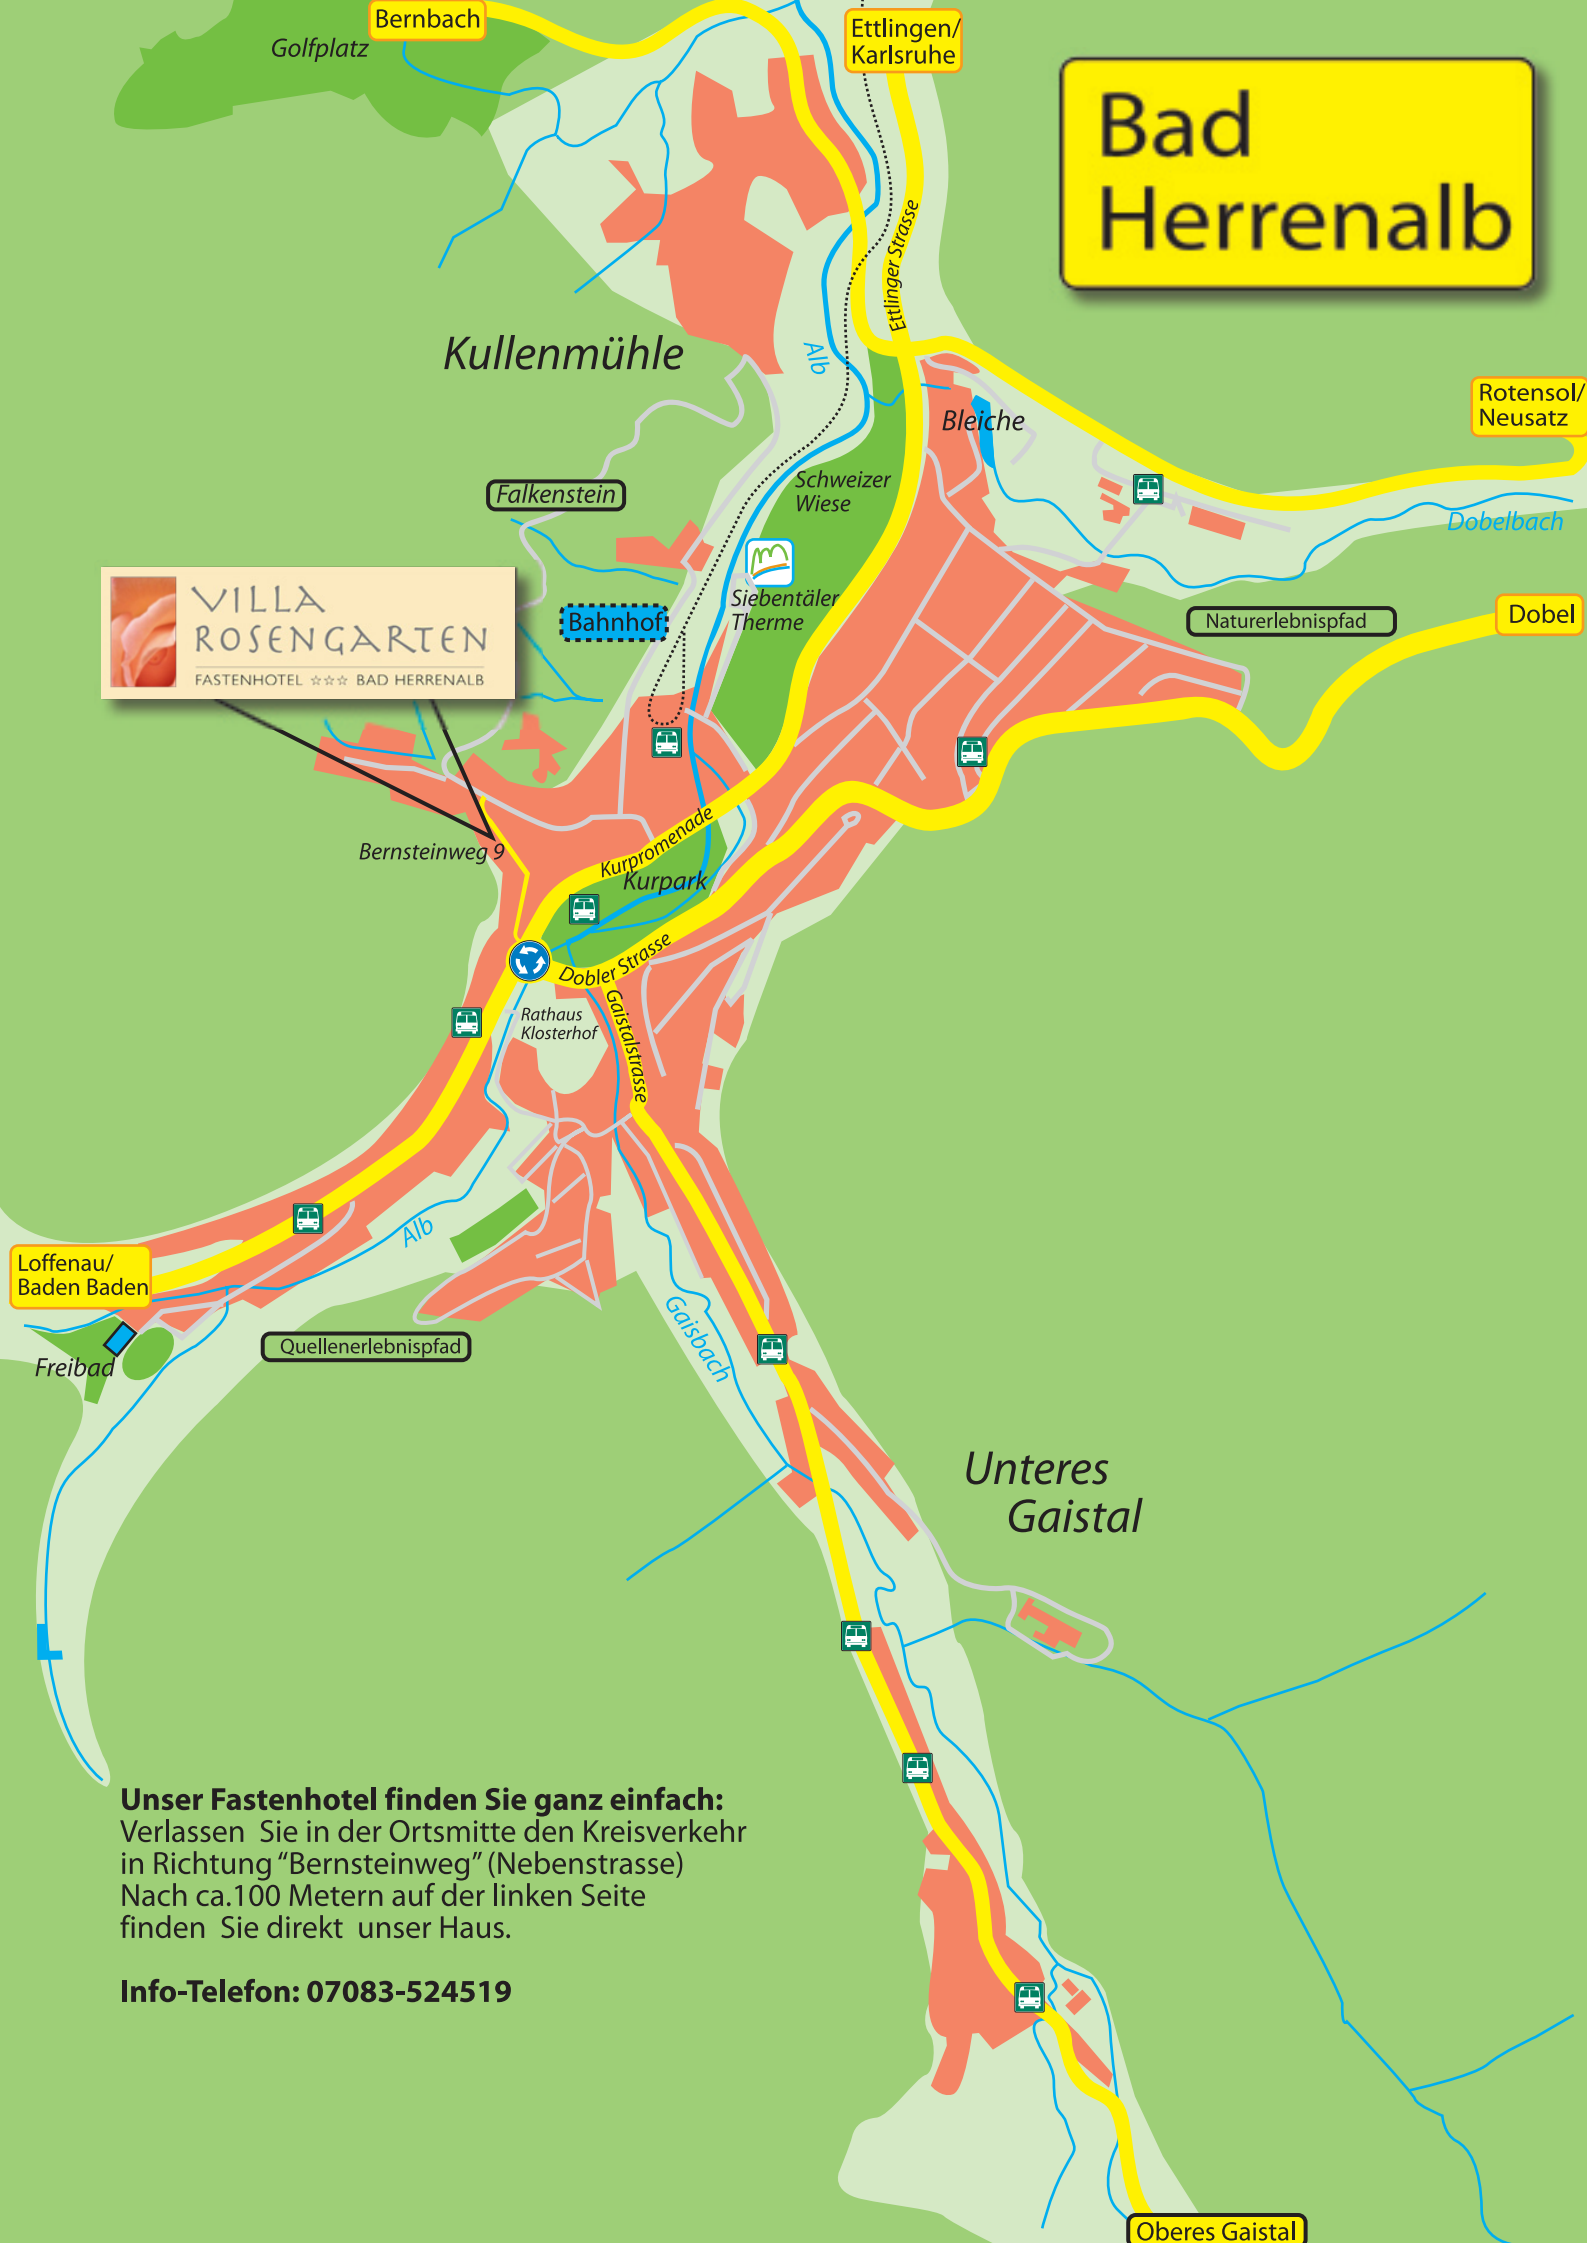 Bernbach
Golfplatz
Ettlingen/
Karlsruhe
Bad
Herrenalb
Ettlinger Strasse
Kullenmühle
Alb
Rotensol/
Neusatz
Bleiche
Schweizer
Wiese
Falkenstein
Dobelbach
VILLA
ROSENGARTEN
FASTENHOTEL ☆☆☆ BAD HERRENALB
Bahnhof
Siebentäler
Therme
Naturerlebnispfad
Dobel
Bernsteinweg 9
Kurpromenade
Kurpark
Dobler Strasse
Rathaus
Klosterhof
Gaistalstrasse
Alb
Loffenau/
Baden Baden
Freibad
Quellenerlebnispfad
Gaisbach
Unteres
Gaistal
Unser Fastenhotel finden Sie ganz einfach:
Verlassen Sie in der Ortsmitte den Kreisverkehr
in Richtung “Bernsteinweg” (Nebenstrasse)
Nach ca.100 Metern auf der linken Seite
finden Sie direkt unser Haus.
Info-Telefon: 07083-524519
Oberes Gaistal